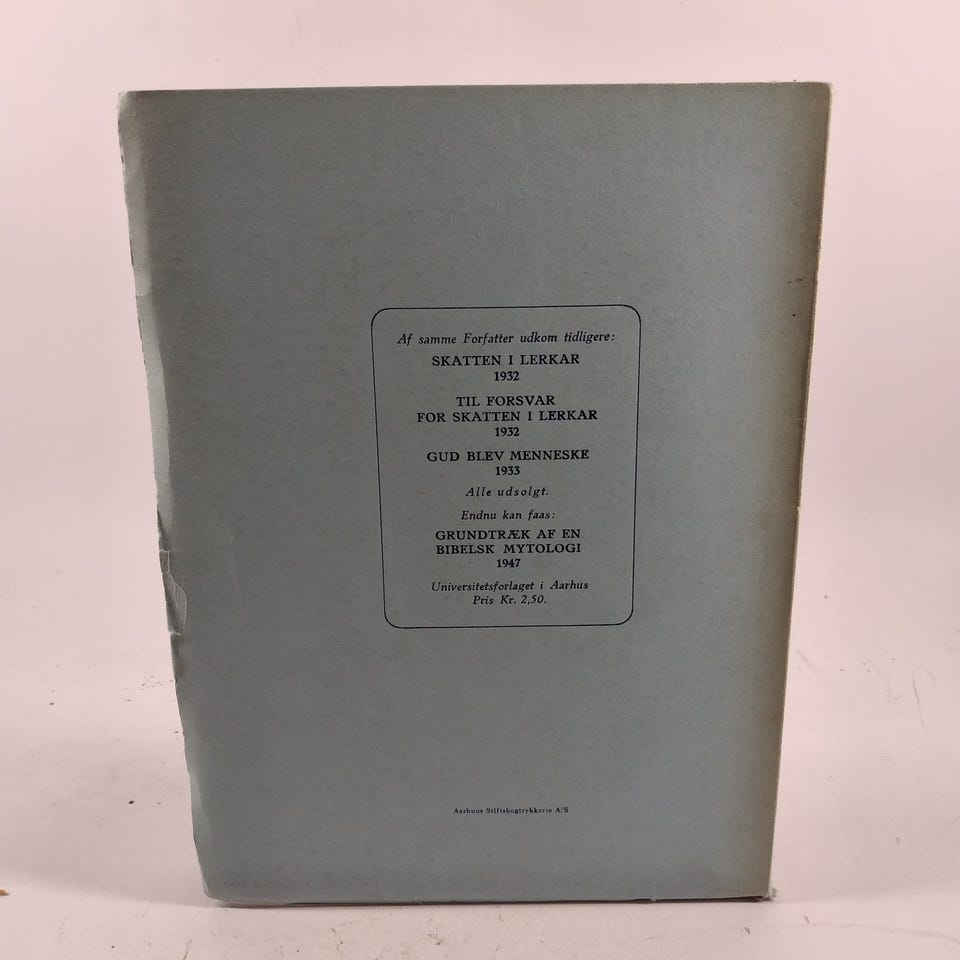 Af samme Forfatter udkom tidligere:
SKATTEN I LERKAR
1932
TIL FORSVAR
FOR SKATTEN I LERKAR
1932
GUD BLEV MENNESKE
1933
Alle udsolgt.
Endnu kan faas:
GRUNDTRÆK AF EN
BIBELSK MYTOLOGI
1947
Universitetsforlaget i Aarhus
Pris Kr. 2,50.
Aarhuus Stiftsbogtrykkerie A/S